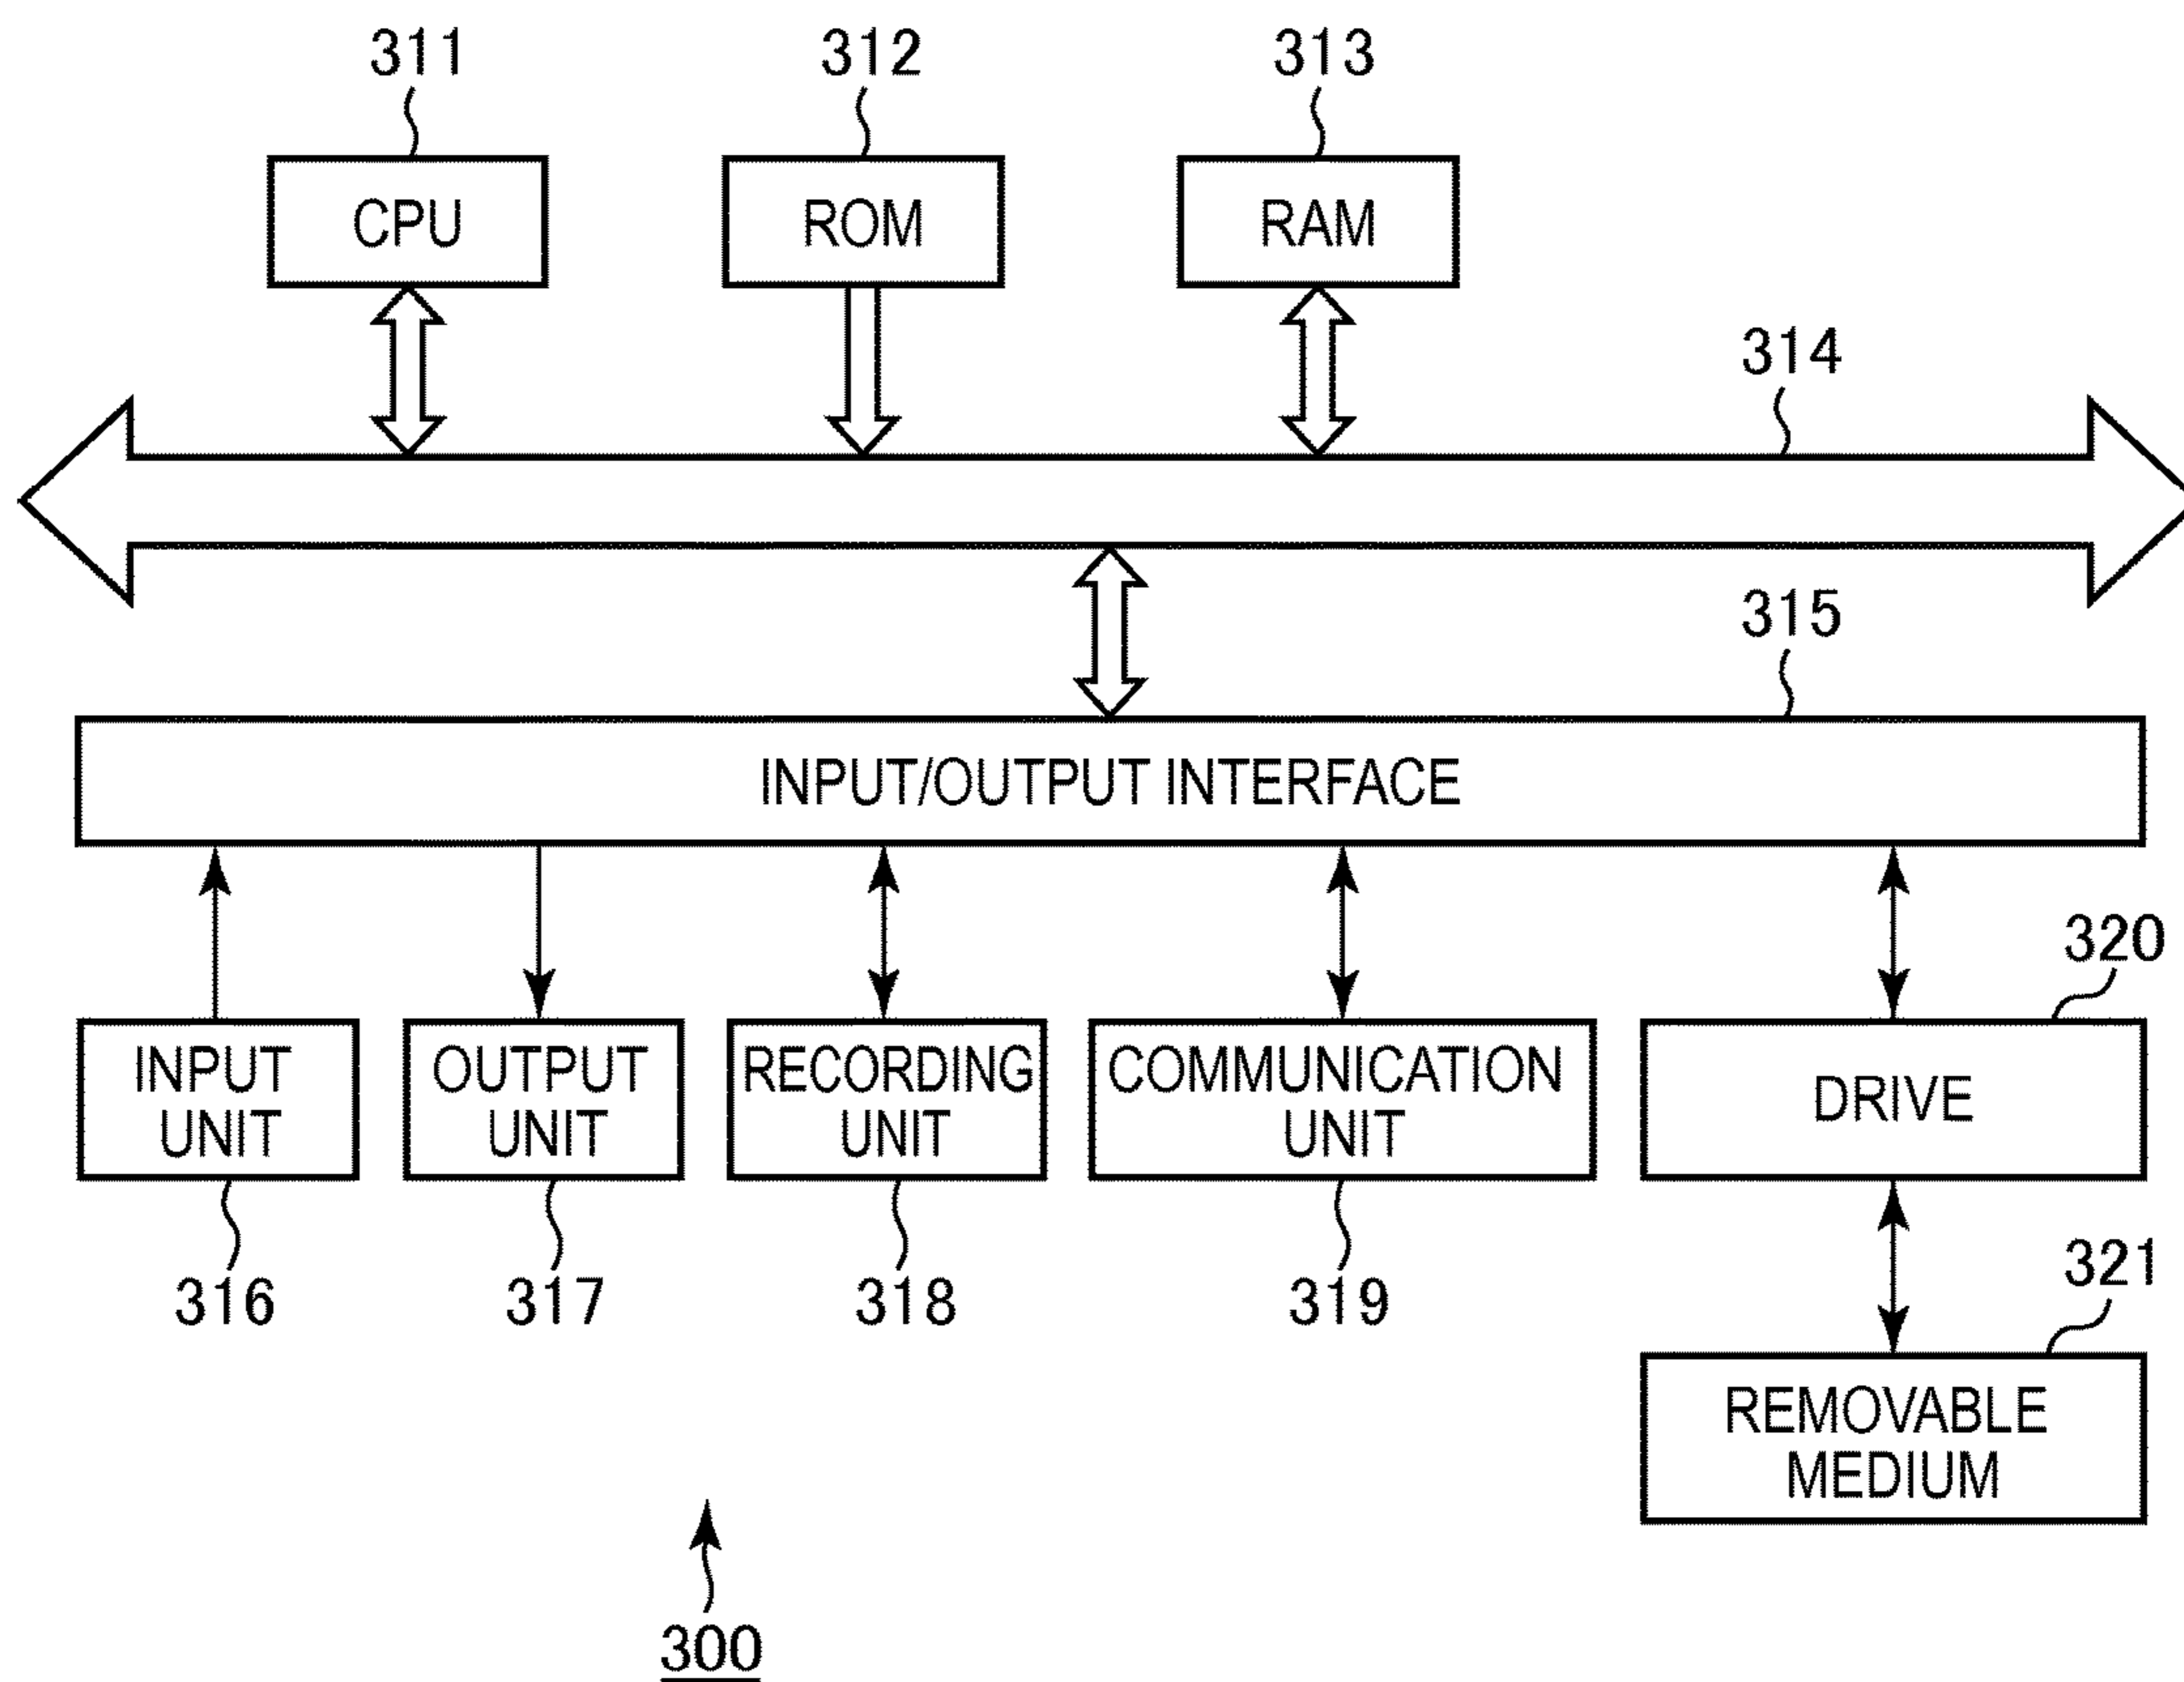 311
312
313
CPU
ROM
RAM
314
315
INPUT/OUTPUT INTERFACE
320
INPUT
UNIT
OUTPUT
UNIT
RECORDING
UNIT
COMMUNICATION
UNIT
DRIVE
316
317
318
319
321
REMOVABLE
MEDIUM
300